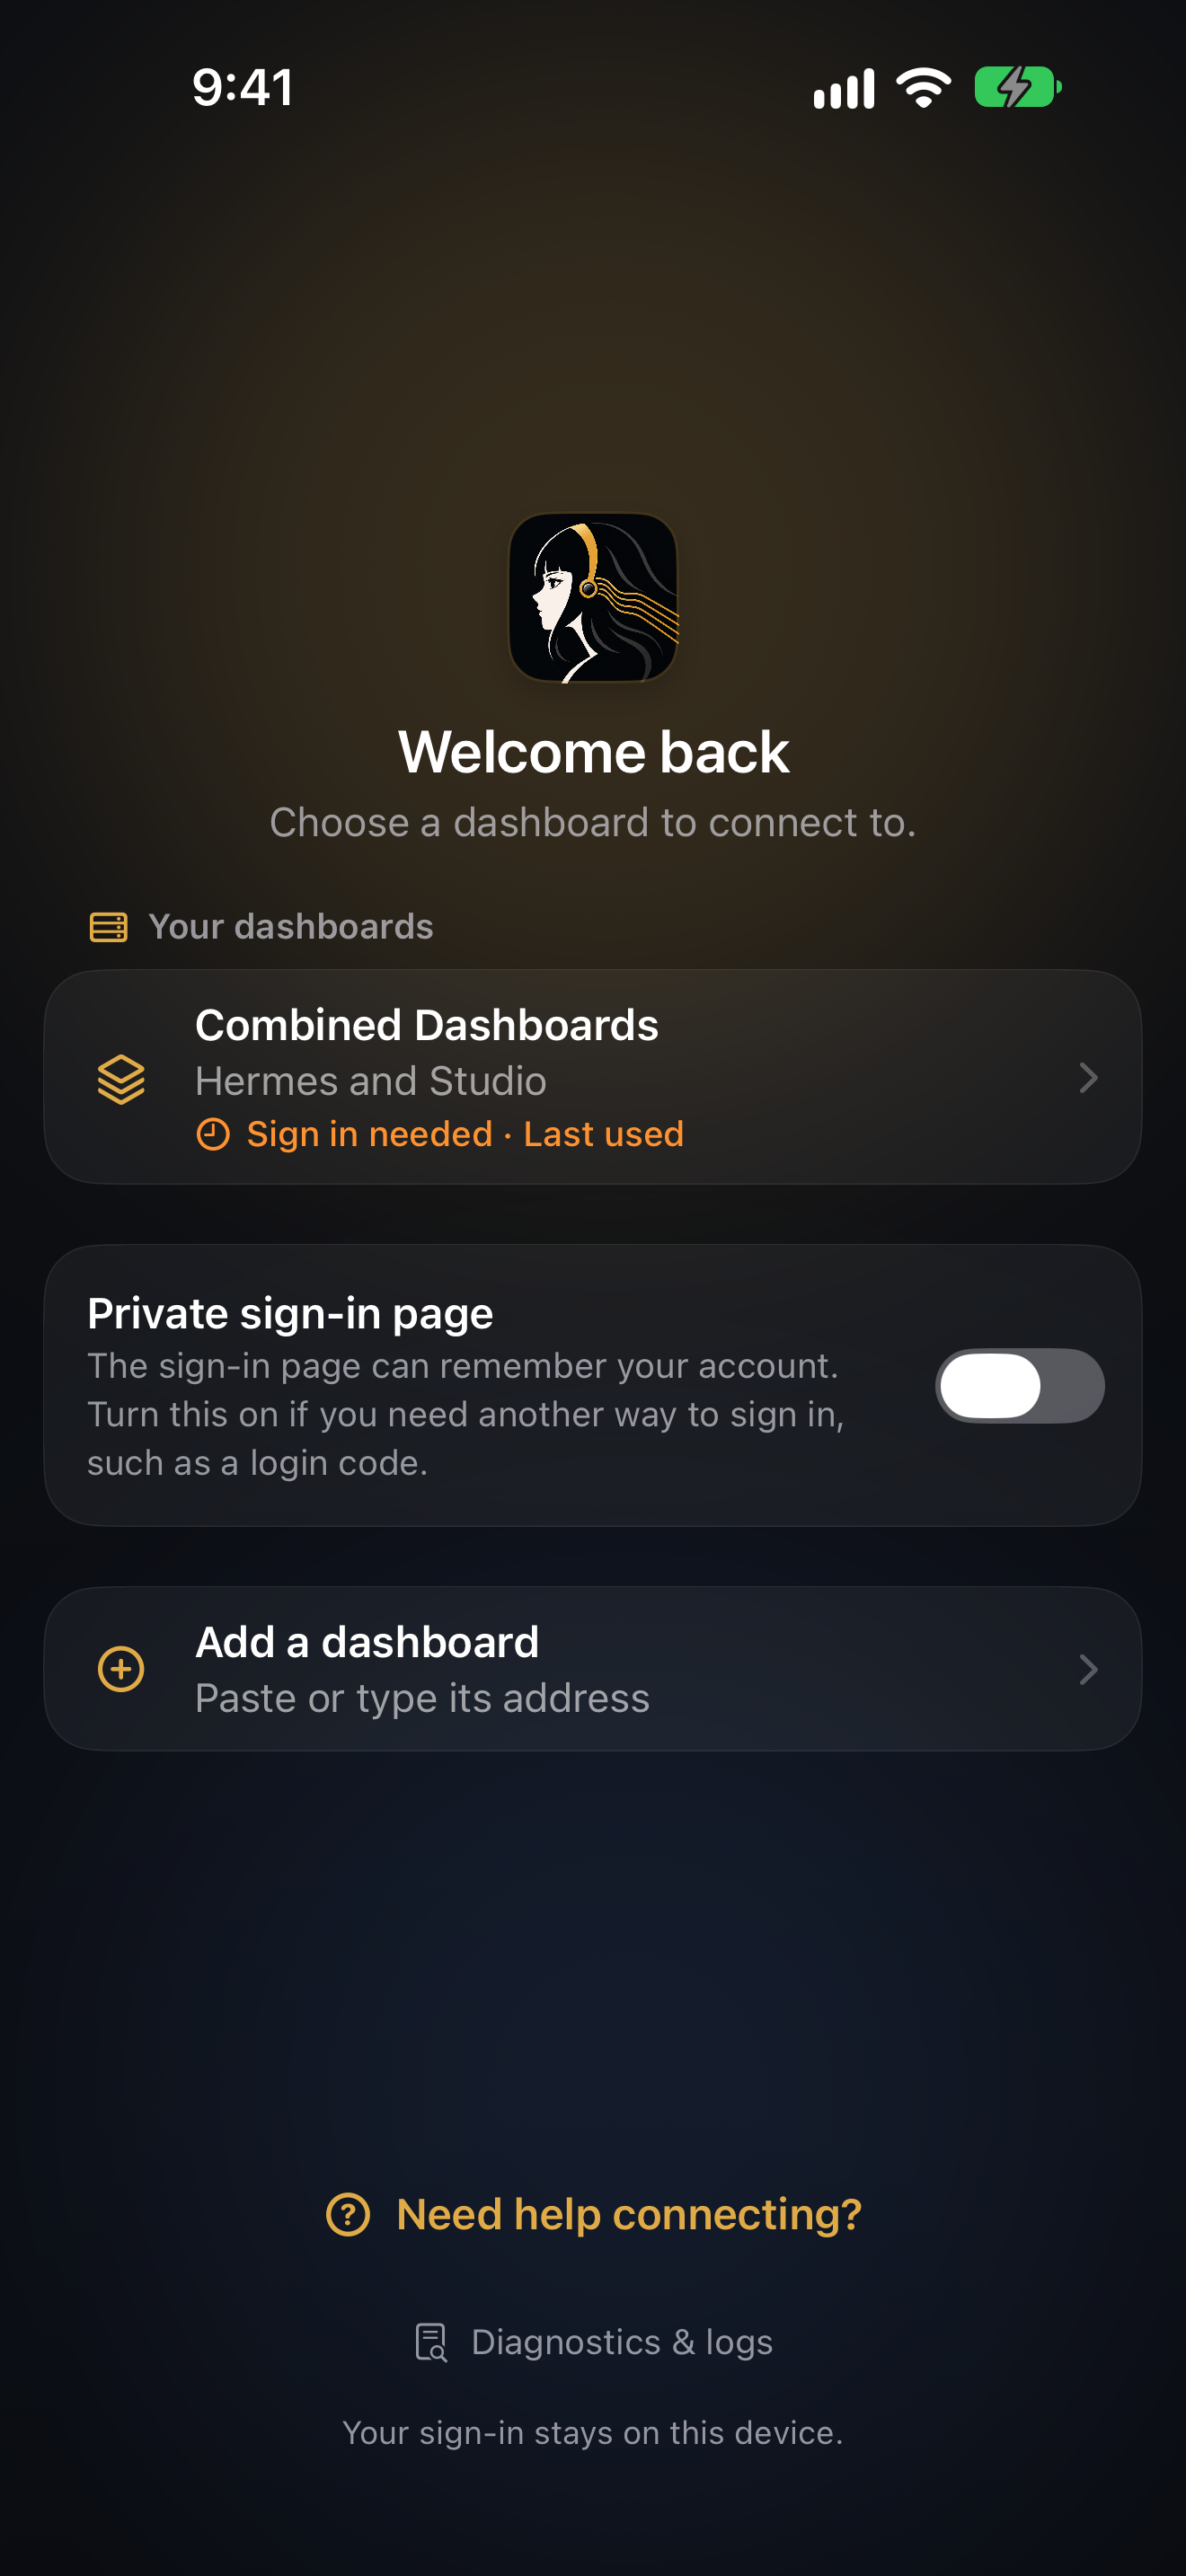 9:41
Welcome back
Choose a dashboard to connect to.
Your dashboards
Combined Dashboards
Hermes and Studio
Sign in needed · Last used
Private sign-in page
The sign-in page can remember your account.
Turn this on if you need another way to sign in,
such as a login code.
Add a dashboard
Paste or type its address
Need help connecting?
Diagnostics & logs
Your sign-in stays on this device.